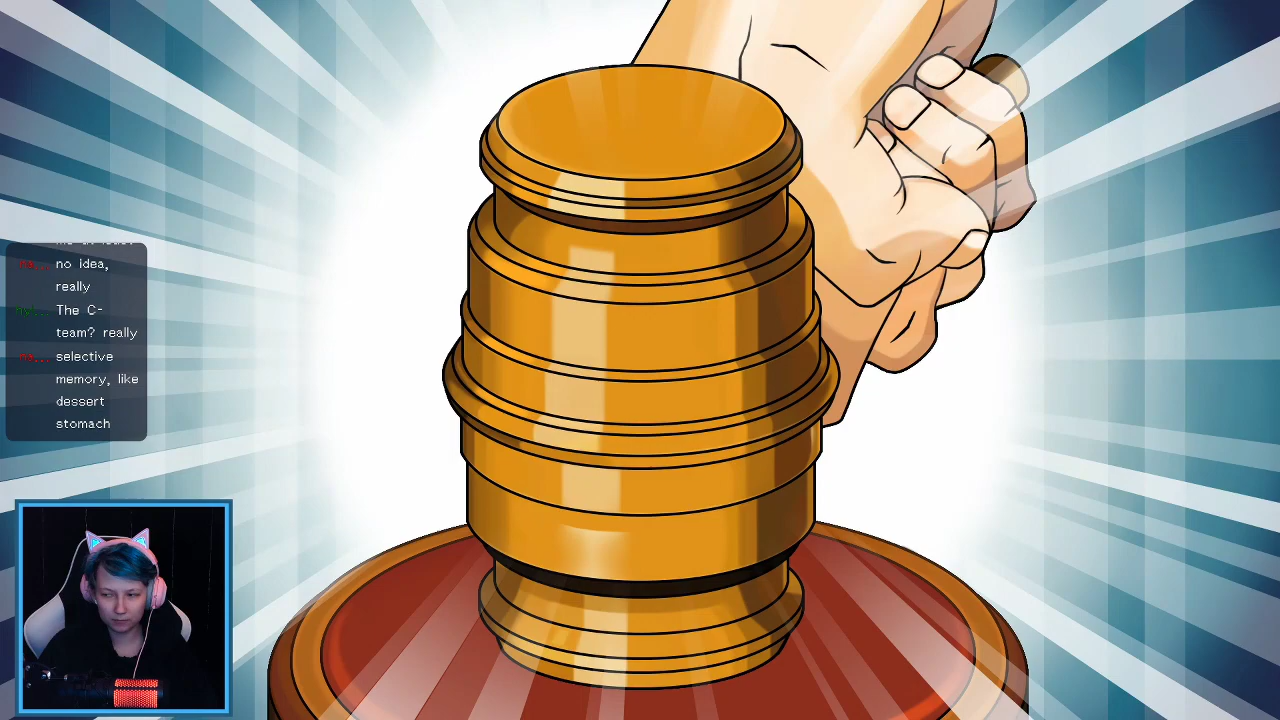 no idea,
really
The C-
team? really
selective
memory, like
dessert
stomach